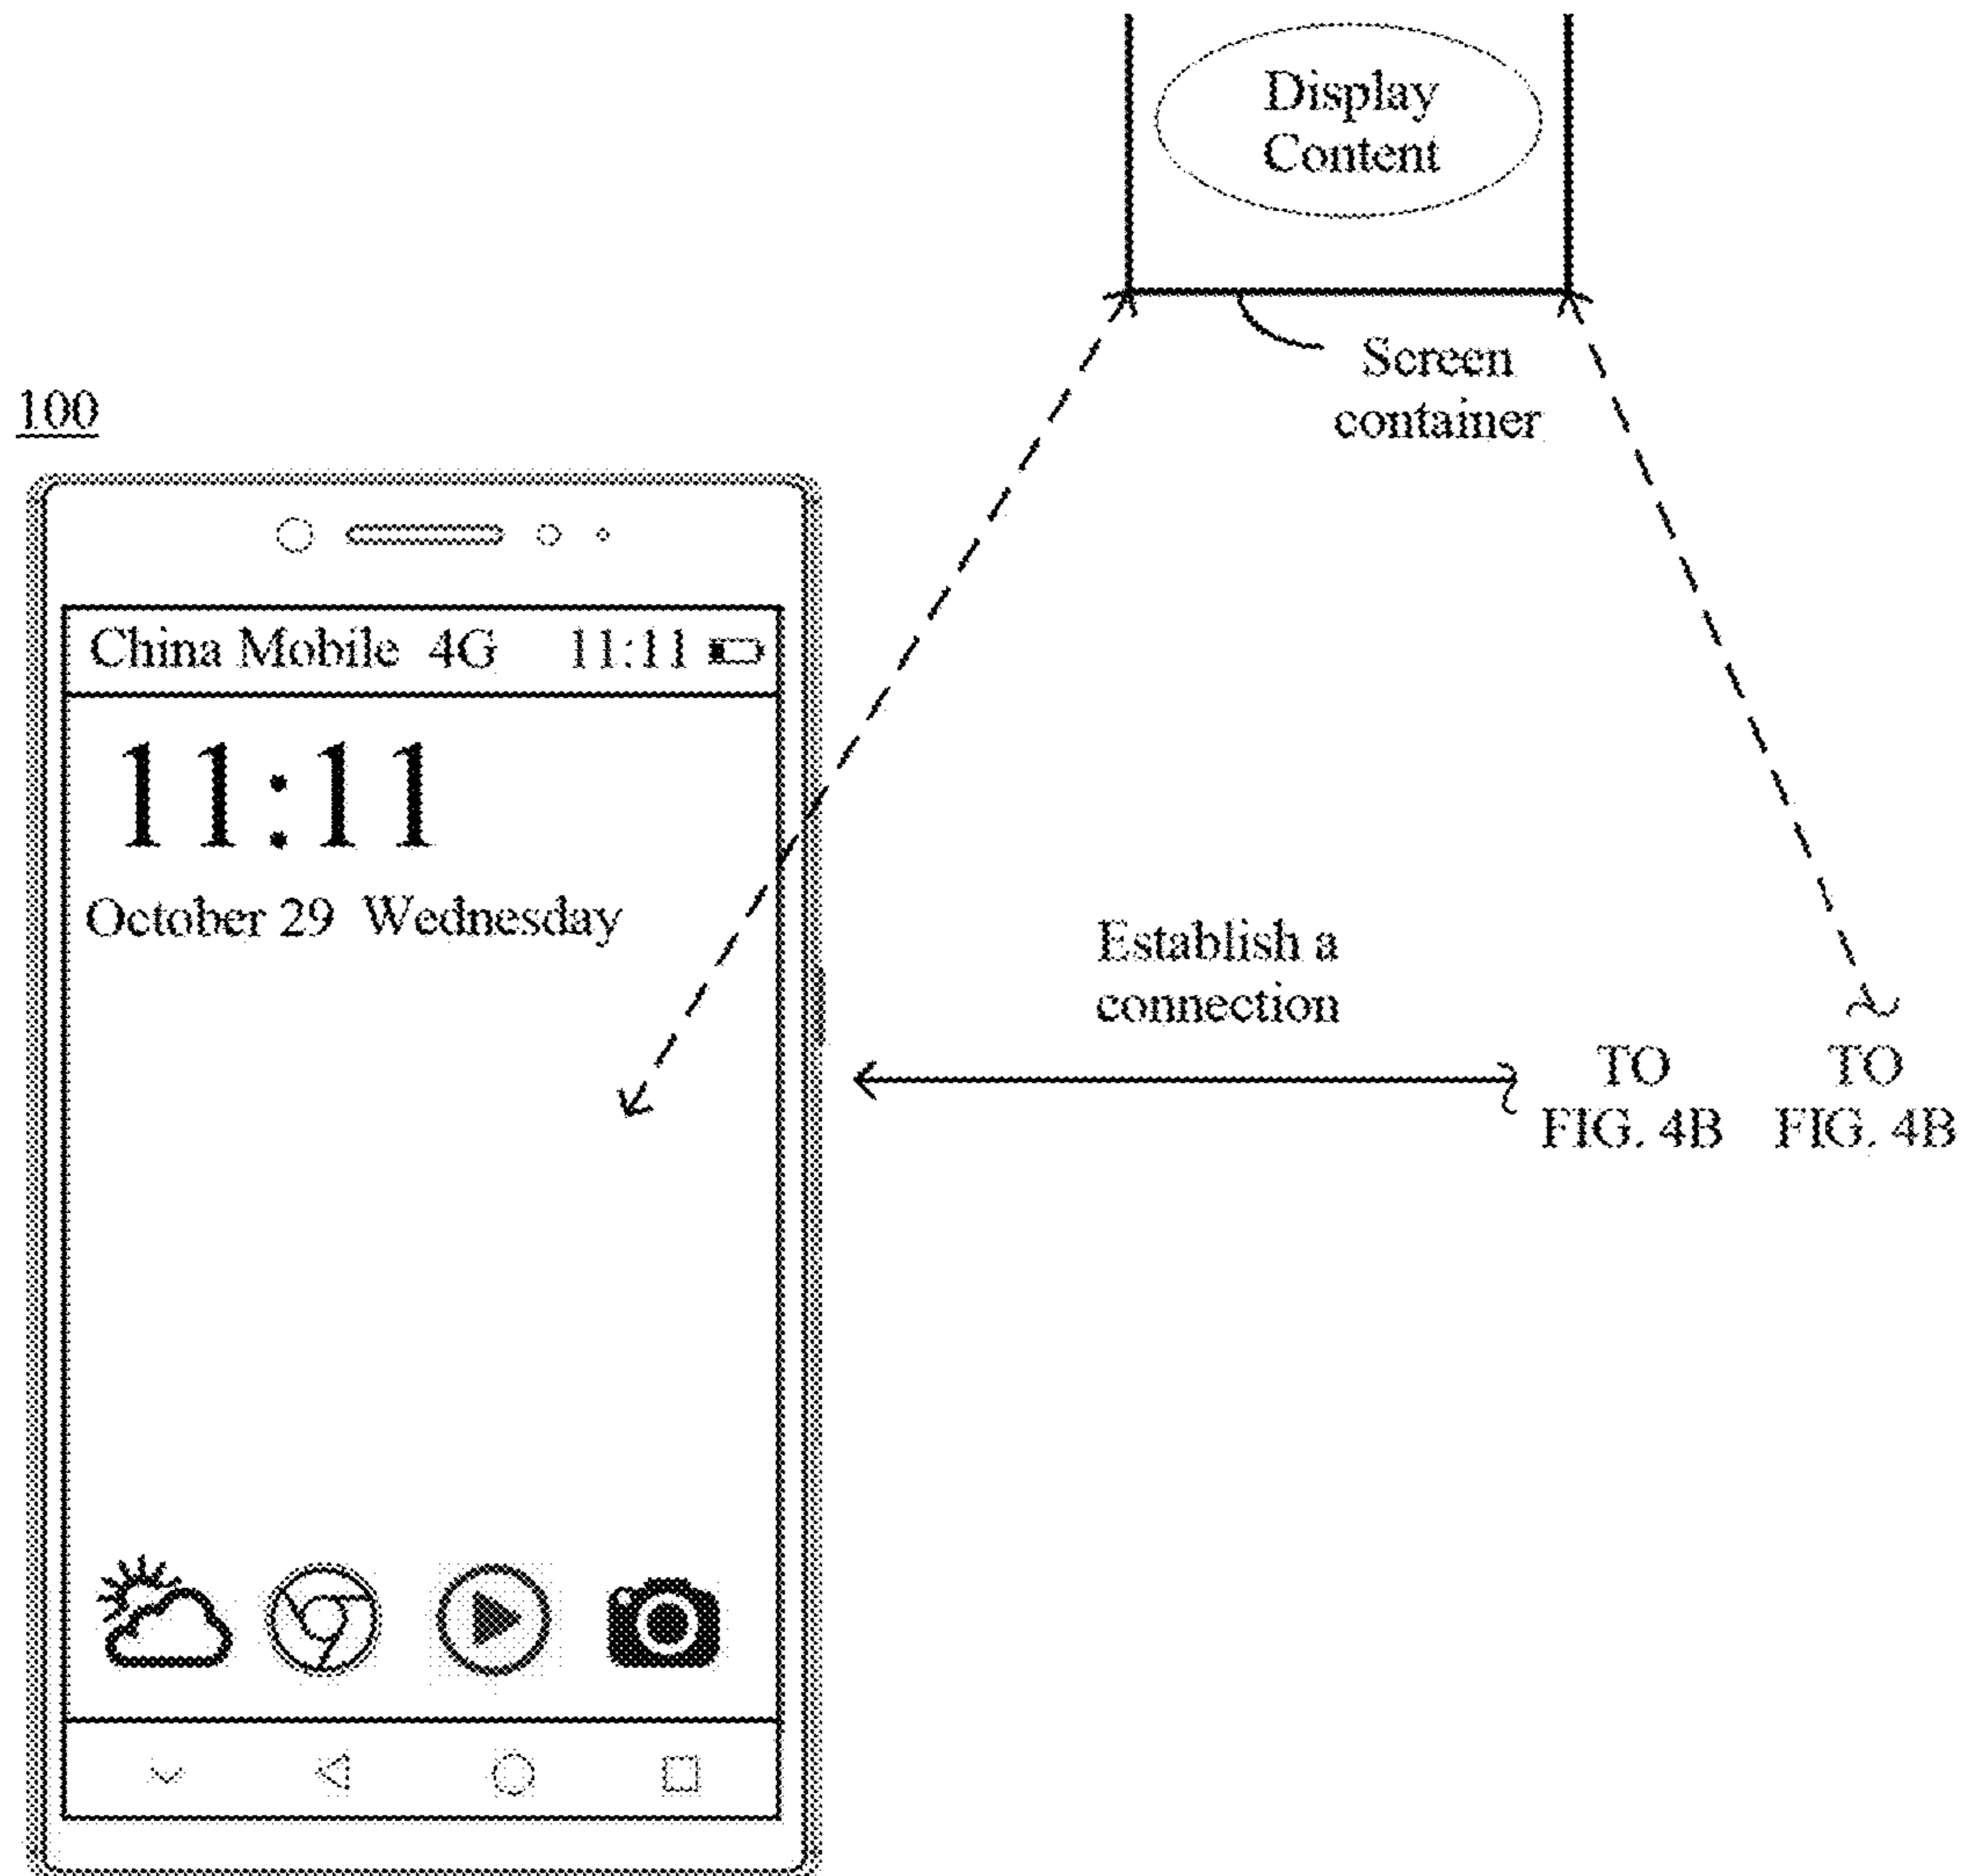 Display
Content
Screen
container
100
China Mobile 4G 11:11
11:11
October 29 Wednesday
Establish a
connection
TO
FIG. 4B
TO
FIG. 4B